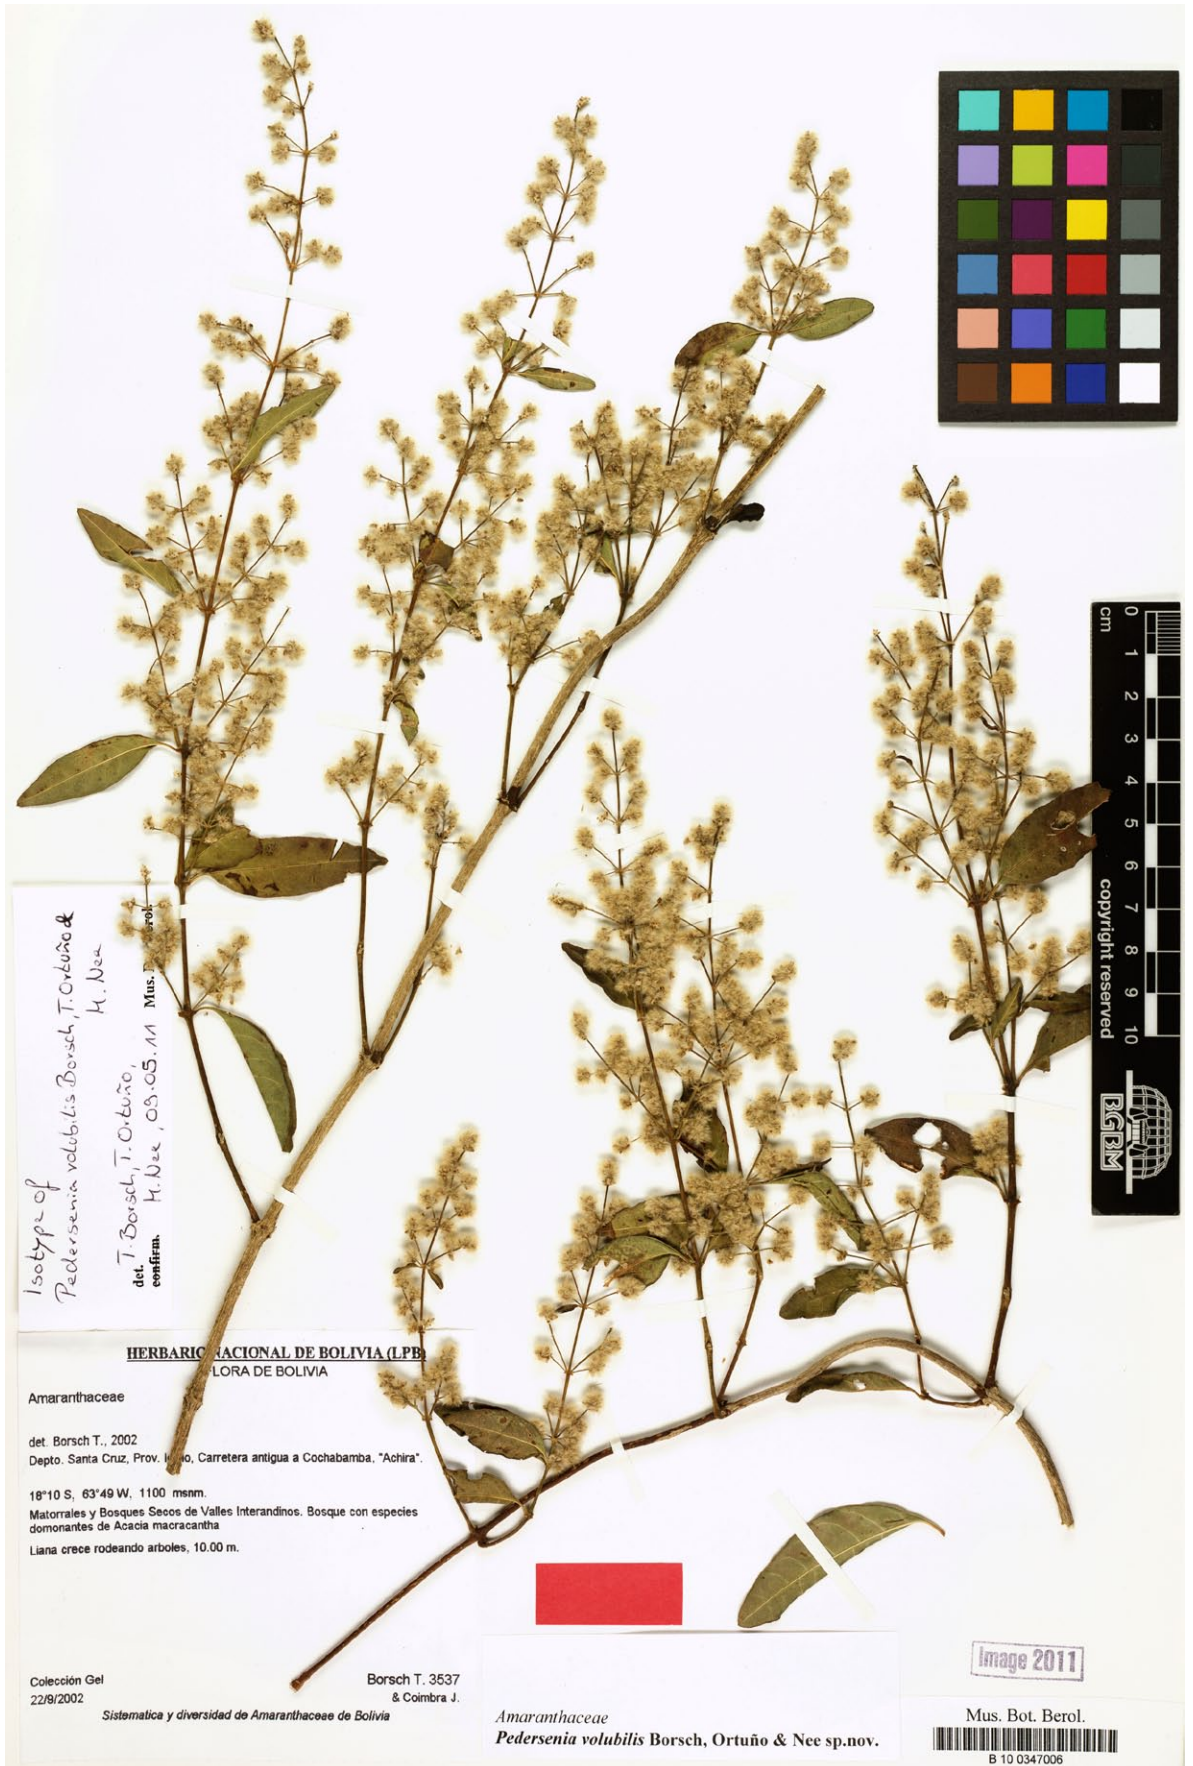 0
cm
1
2
3
4
5
6
7
8
9
10
copyright reserved
BGBM
Isotype of
Pedersenia volubilis Borsch, T. Ortuño &
M. Nee
det. T. Borsch, T. Ortuño,
confirm. M. Nee, 09.05.11 Mus. erol.
HERBARIO NACIONAL DE BOLIVIA (LPB)
FLORA DE BOLIVIA
Amaranthaceae
det. Borsch T., 2002
Depto. Santa Cruz, Prov. Carretera antigua a Cochabamba, "Achira".
18°10 S, 63°49 W, 1100 msnm.
Matorrales y Bosques Secos de Valles Interandinos. Bosque con especies
domonantes de Acacia macracantha
Liana crece rodeando arboles, 10.00 m.
Colección Gel
Borsch T. 3537
22/9/2002
& Coimbra J.
Sistematica y diversidad de Amaranthaceae de Bolivia
Amaranthaceae
Pedersenia volubilis Borsch, Ortuño & Nee sp.nov.
Image 2011
Mus. Bot. Berol.
B 10 0347006